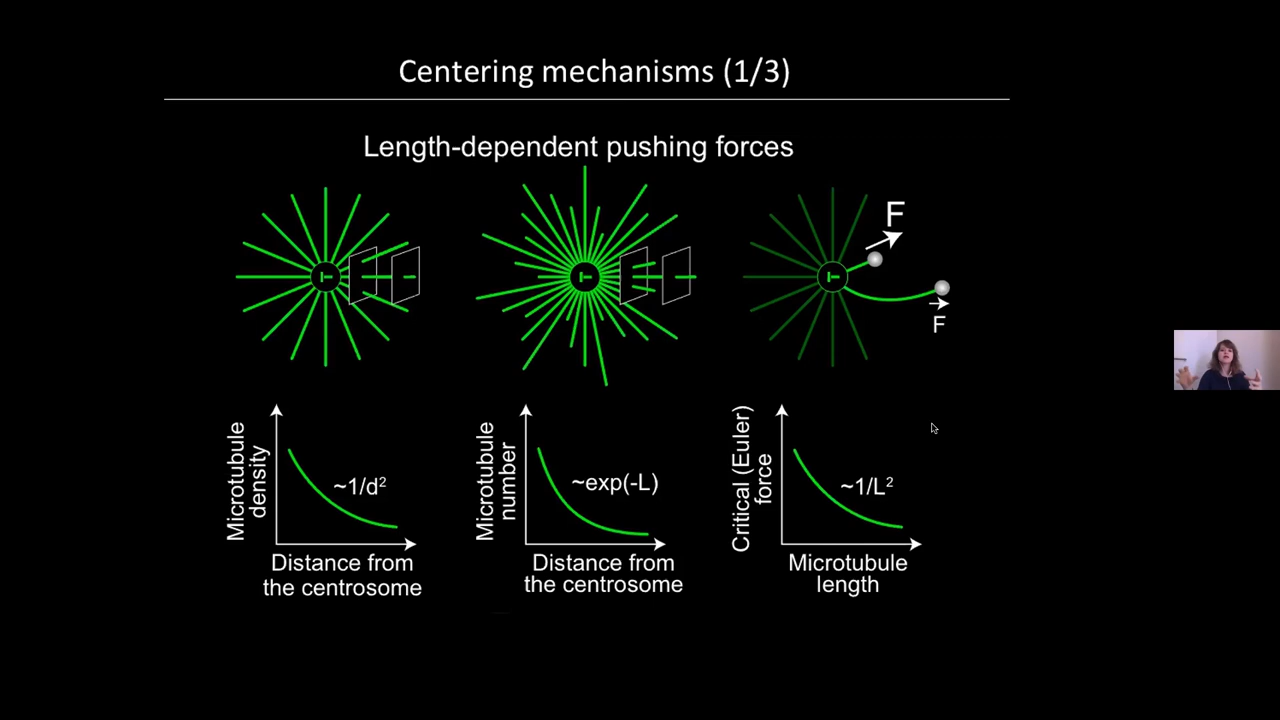 Centering mechanisms (1/3)
Length-dependent pushing forces
F
F
Microtubule
density
~1/d²
Distance from
the centrosome
Microtubule
number
~exp(-L)
Distance from
the centrosome
Critical (Euler)
force
~1/L²
Microtubule
length